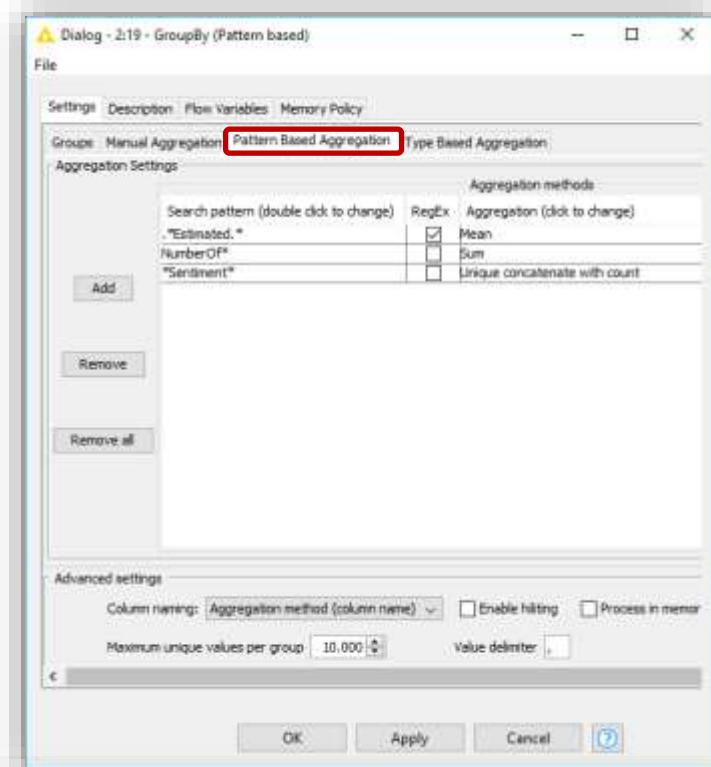 Dialog - 2:19 - GroupBy (Pattern based)
File
Settings Description Flow Variables Memory Policy
Groups Manual Aggregation Pattern Based Aggregation Type Based Aggregation
Aggregation Settings
Aggregation methods
Search pattern (double click to change) RegEx Aggregation (click to change)
.*Estimated.* Mean
NumberOf* Sum
*Sentiment* Unique concatenate with count
Add
Remove
Remove all
Advanced settings
Column naming: Aggregation method (column name) Enable hiliting Process in memor
Maximum unique values per group 10.000 Value delimiter ,
OK Apply Cancel ?